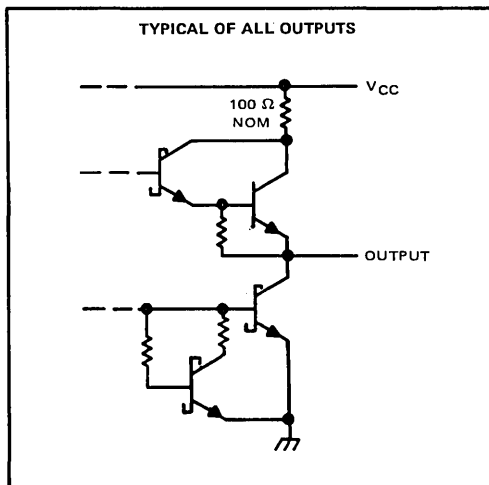 TYPICAL OF ALL OUTPUTS
VCC
100 Ω
NOM
OUTPUT